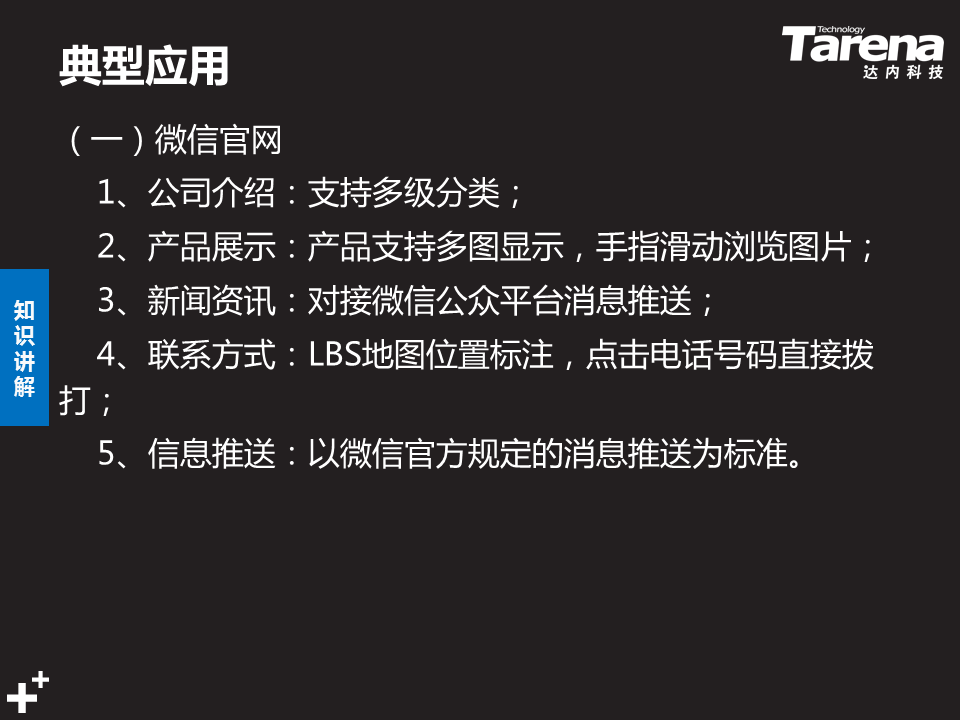 典型应用
Technology
Tarena
达内科技
（一）微信官网
1、公司介绍：支持多级分类；
2、产品展示：产品支持多图显示，手指滑动浏览图片；
3、新闻资讯：对接微信公众平台消息推送；
4、联系方式：LBS地图位置标注，点击电话号码直接拨
打；
5、信息推送：以微信官方规定的消息推送为标准。
知
识
讲
解